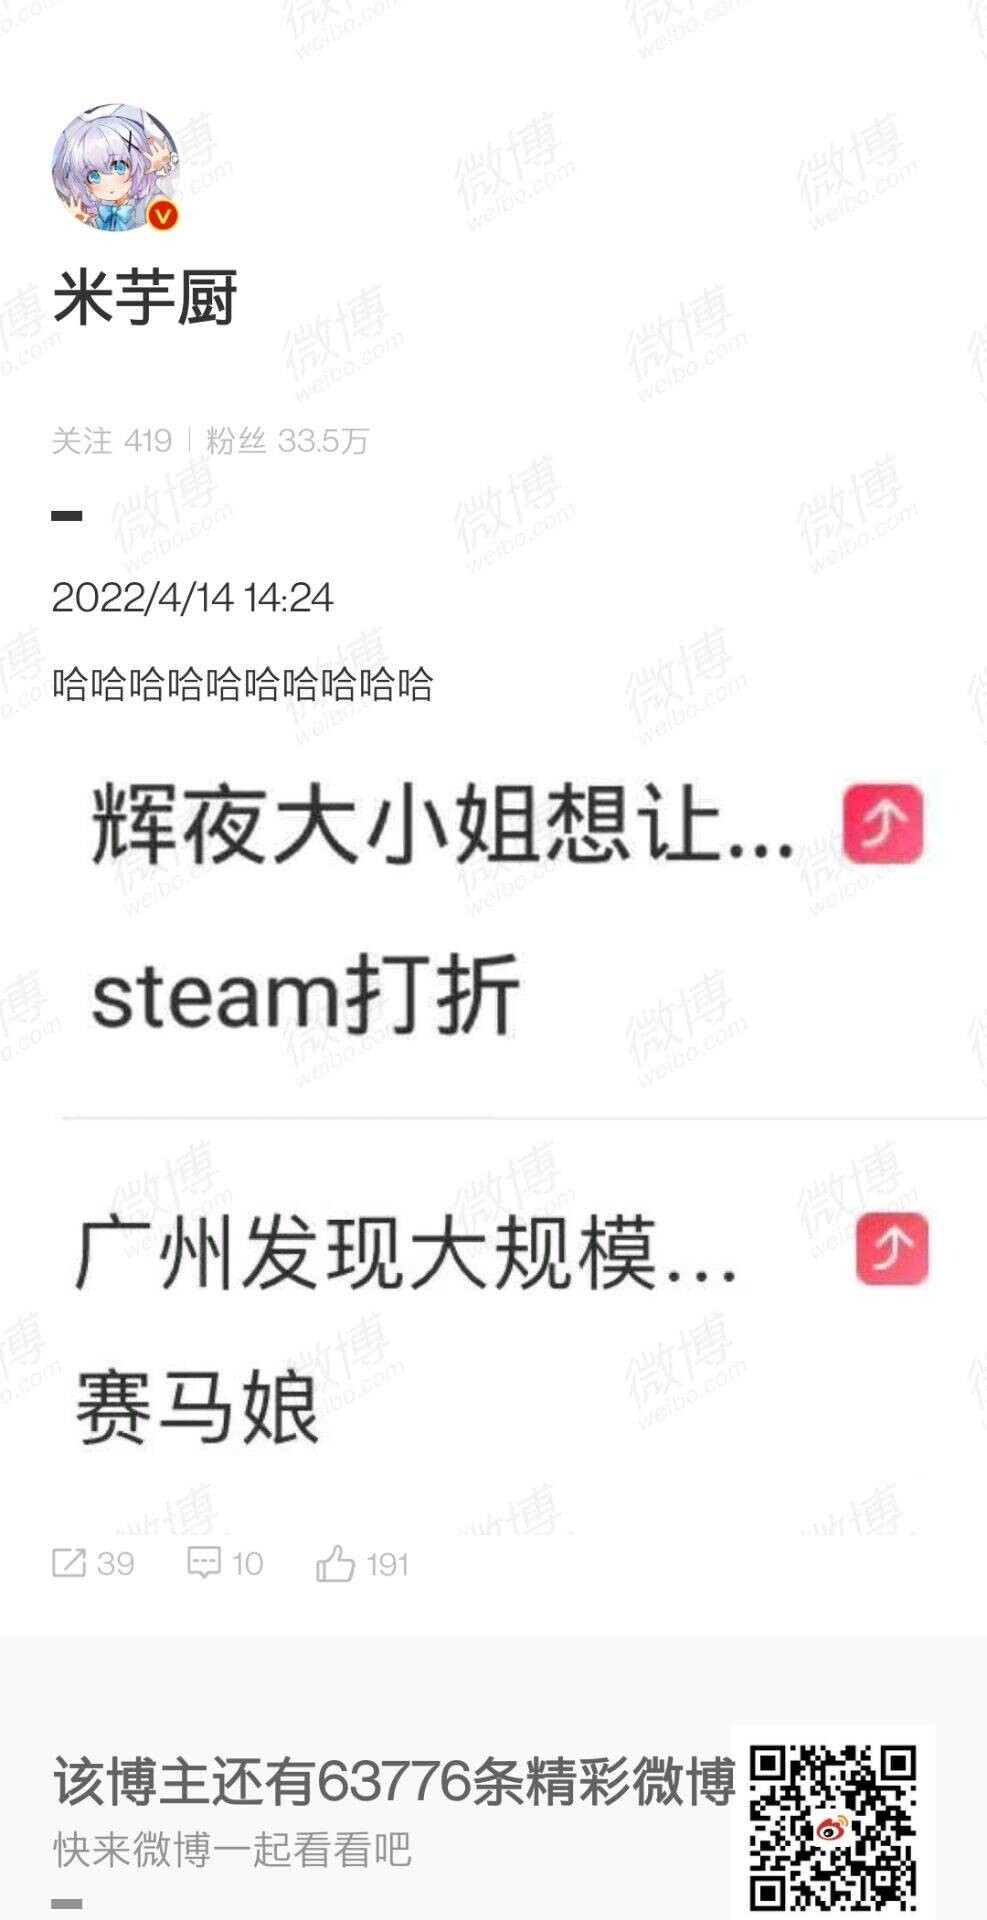 米芋厨
关注 419 | 粉丝 33.5万
2022/4/14 14:24
哈哈哈哈哈哈哈哈哈哈
辉夜大小姐想让...
steam打折
广州发现大规模...
赛马娘
39 10 191
该博主还有63776条精彩微博
快来微博一起看看吧
微博
weibo.com